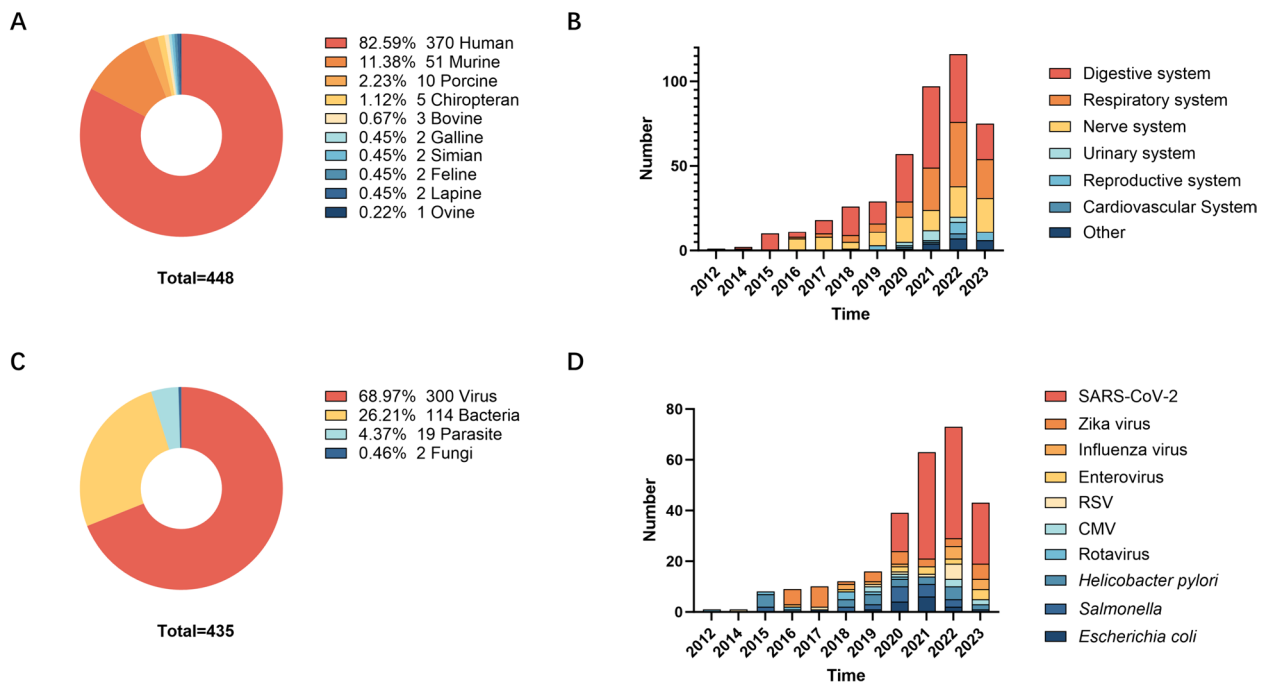 A
82.59% 370 Human
11.38% 51 Murine
2.23% 10 Porcine
1.12% 5 Chiropteran
0.67% 3 Bovine
0.45% 2 Galline
0.45% 2 Simian
0.45% 2 Feline
0.45% 2 Lapine
0.22% 1 Ovine
Total=448
B
Number
100
50
0
2012 2014 2015 2016 2017 2018 2019 2020 2021 2022 2023
Time
Digestive system
Respiratory system
Nerve system
Urinary system
Reproductive system
Cardiovascular System
Other
C
68.97% 300 Virus
26.21% 114 Bacteria
4.37% 19 Parasite
0.46% 2 Fungi
Total=435
D
Number
80
60
40
20
0
2012 2014 2015 2016 2017 2018 2019 2020 2021 2022 2023
Time
SARS-CoV-2
Zika virus
Influenza virus
Enterovirus
RSV
CMV
Rotavirus
Helicobacter pylori
Salmonella
Escherichia coli